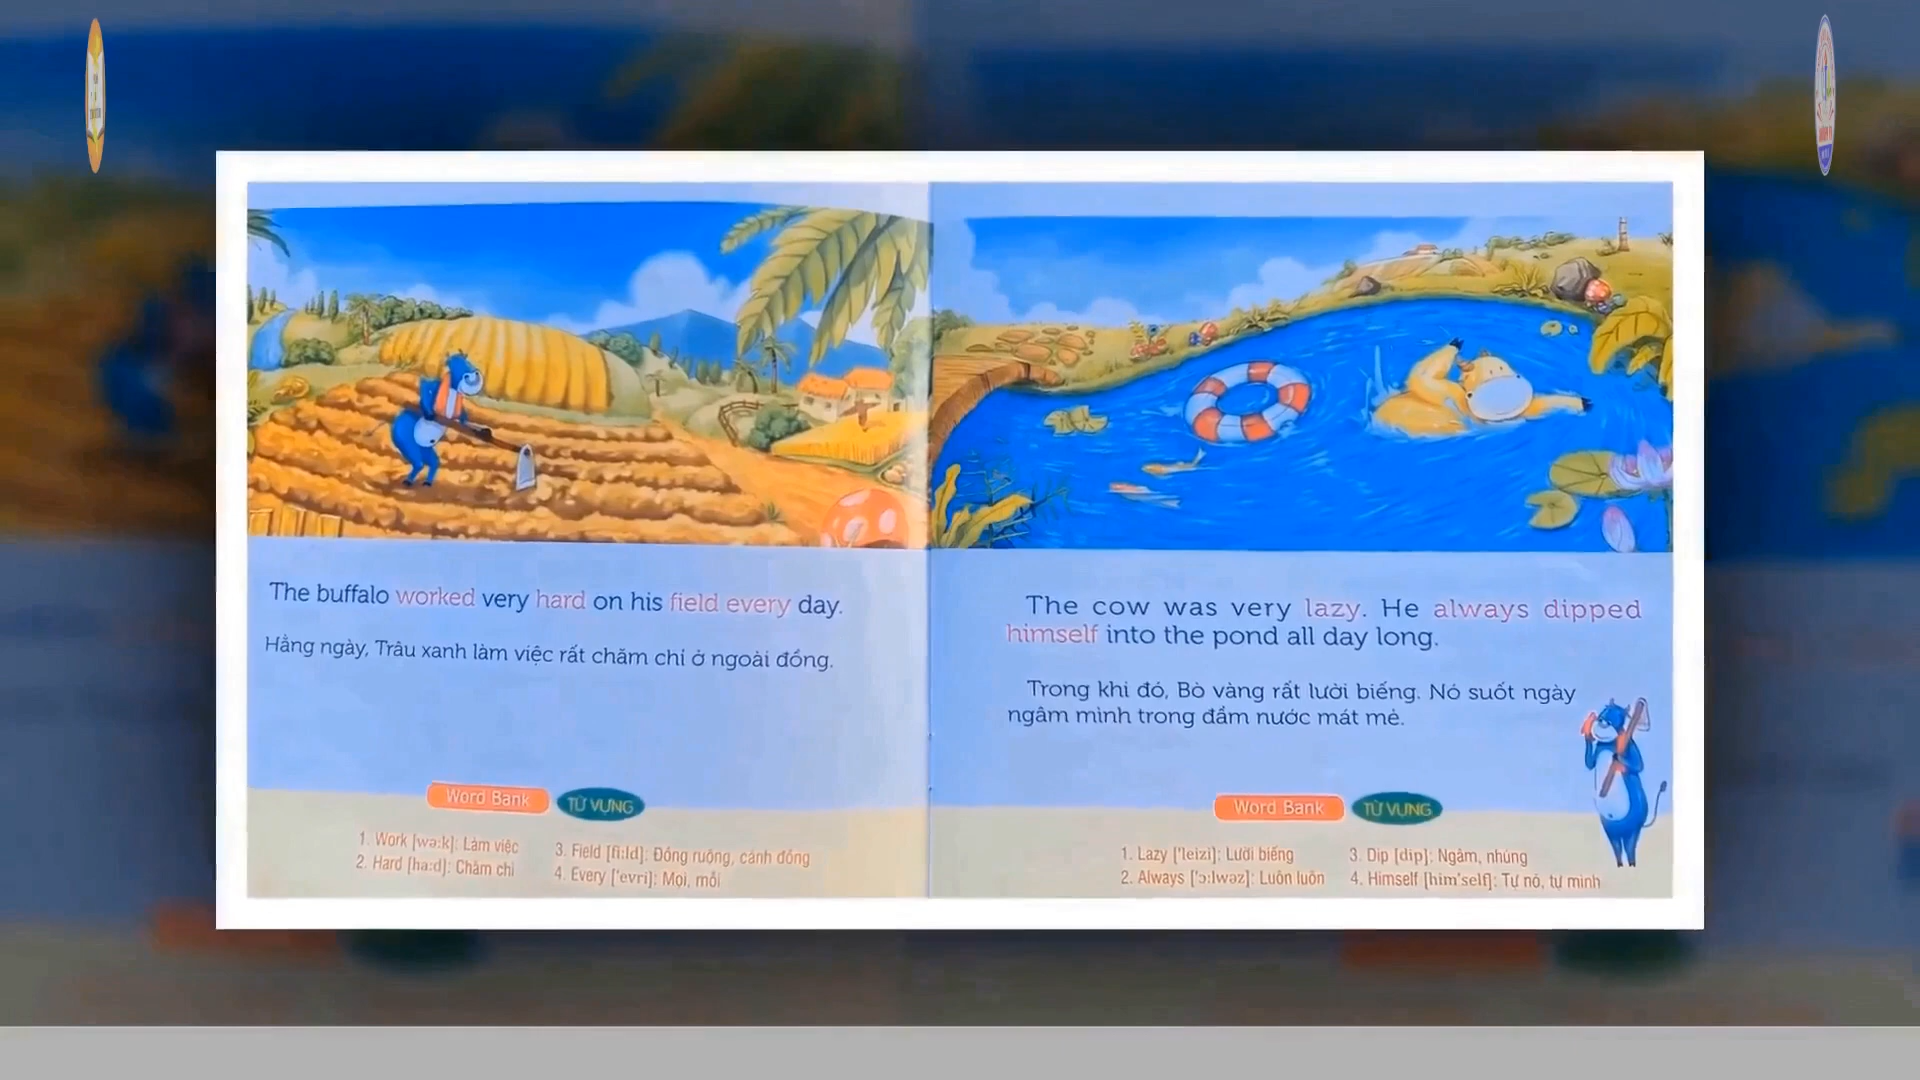 The buffalo worked very hard on his field every day.
Hằng ngày, Trâu xanh làm việc rất chăm chỉ ở ngoài đồng.
Word Bank TỪ VỰNG
1. Work [wə:k]: Làm việc
2. Hard [ha:d]: Chăm chỉ
3. Field [fi:ld]: Đồng ruộng, cánh đồng
4. Every ['evri]: Mọi, mỗi
The cow was very lazy. He always dipped
himself into the pond all day long.
Trong khi đó, Bò vàng rất lười biếng. Nó suốt ngày
ngâm mình trong đầm nước mát mẻ.
Word Bank TỪ VỰNG
1. Lazy ['leizi]: Lười biếng
2. Always ['ɔ:lwəz]: Luôn luôn
3. Dip [dip]: Ngâm, nhúng
4. Himself [him'self]: Tự nó, tự mình